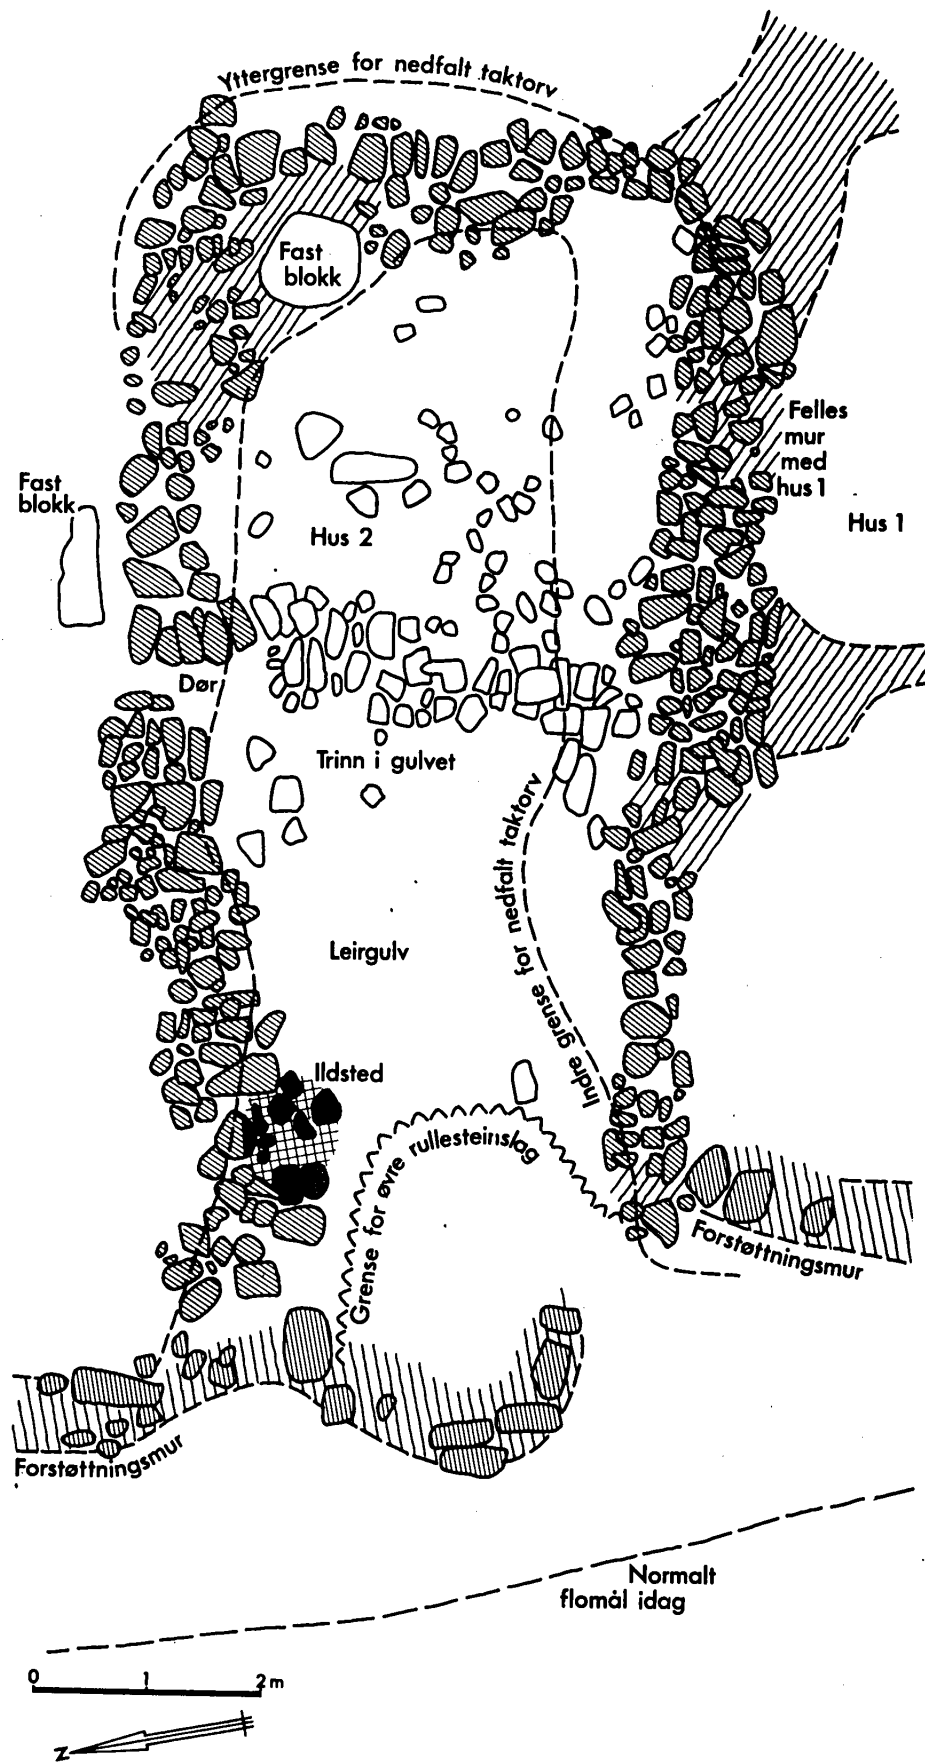 Yttergrense for nedfalt taktorv
Fast
blokk
Felles
mur
med
hus 1
Fast
blokk
Hus 2
Hus 1
Dør
Trinn i gulvet
Indre grense for nedfalt taktorv
Leirgulv
Ildsted
Grense for øvre rullesteinslag
Forstøttningsmur
Forstøttningsmur
Normalt
flomål idag
0 1 2 m
N